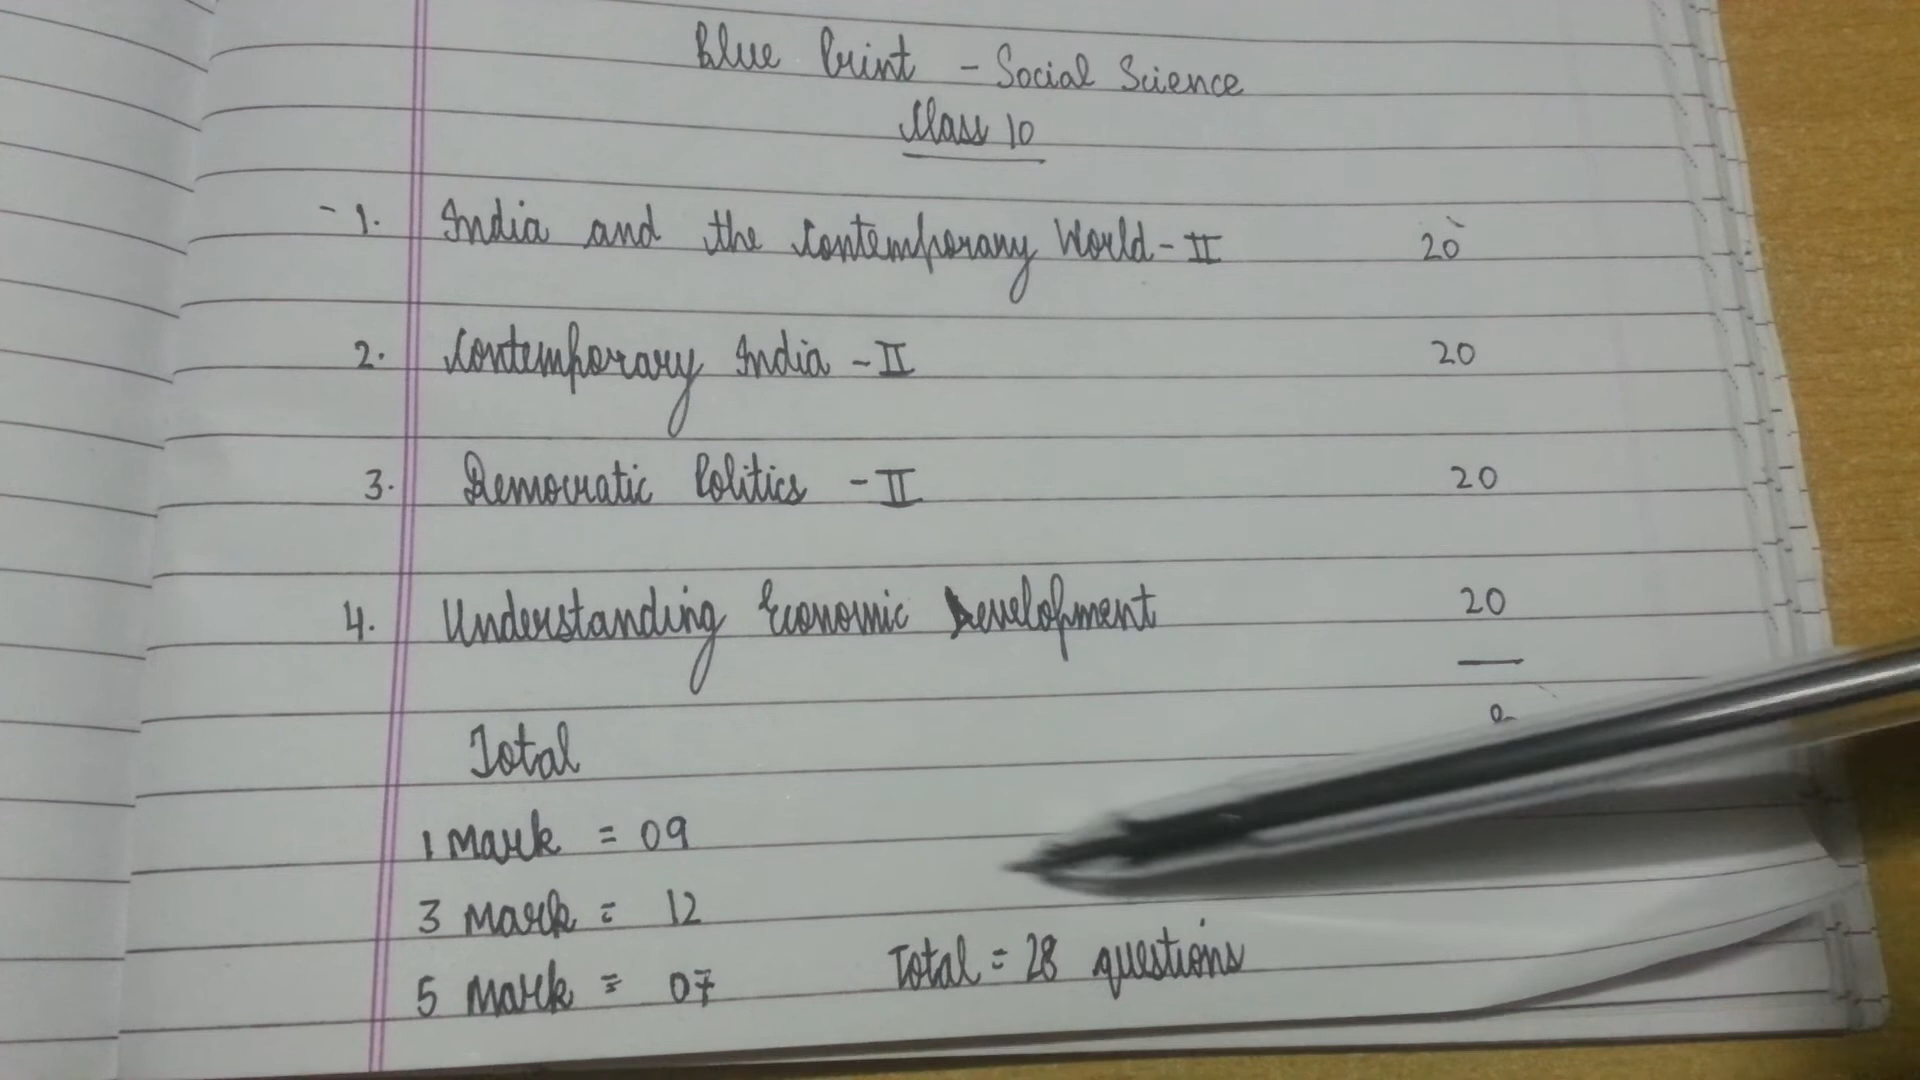 Blue Print - Social Science
Class 10
- 1. India and the Contemporary World - II 20
2. Contemporary India - II 20
3. Democratic Politics - II 20
4. Understanding Economic Development 20
Total
1 Mark = 09
3 Mark = 12
5 Mark = 07 Total = 28 questions